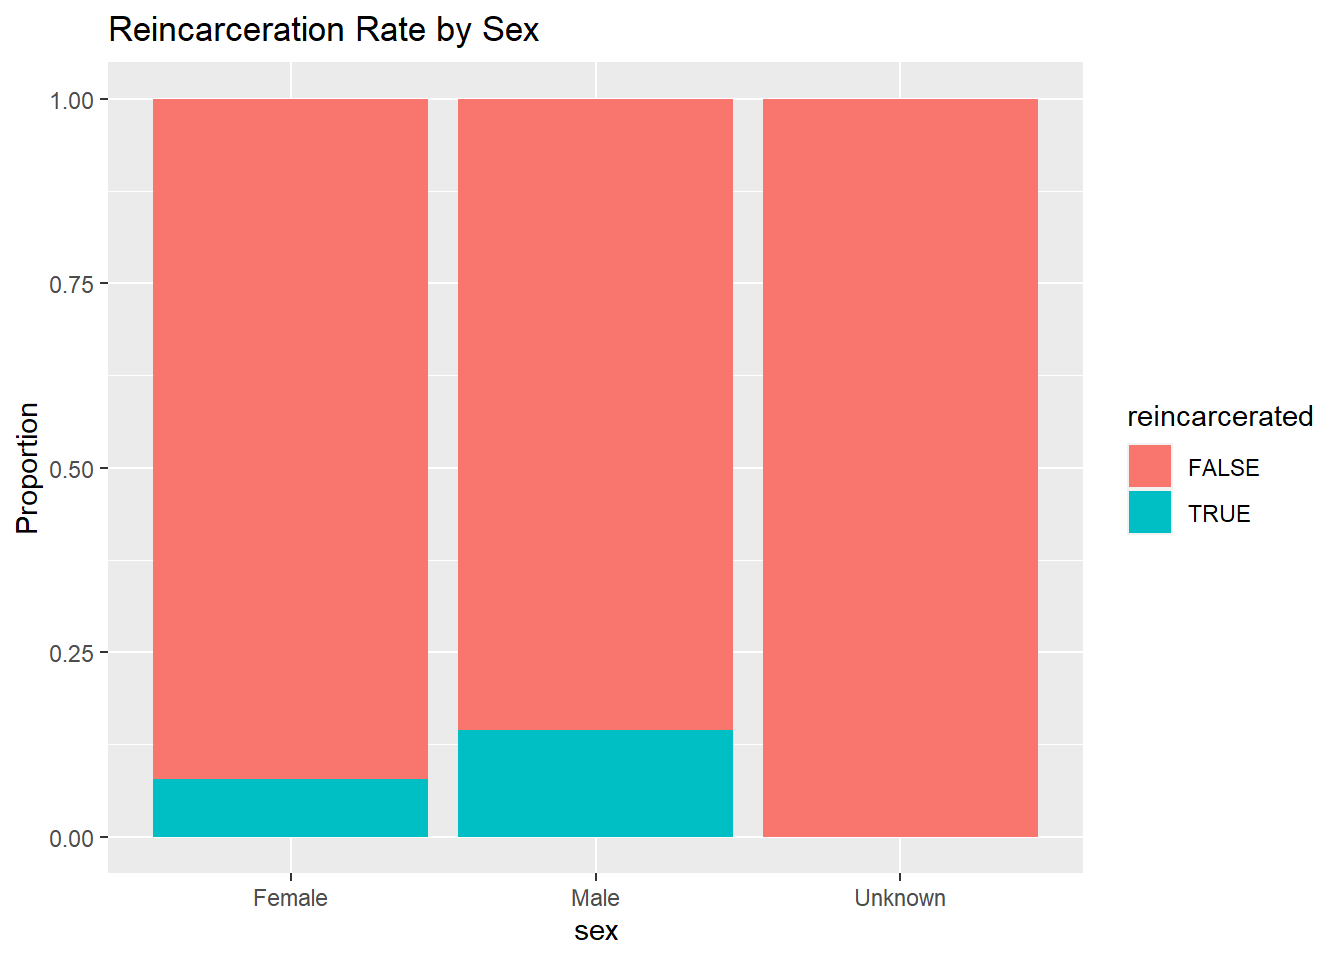 Reincarceration Rate by Sex
1.00
0.75
0.50
0.25
0.00
Proportion
Female
Male
Unknown
sex
reincarcerated
FALSE
TRUE